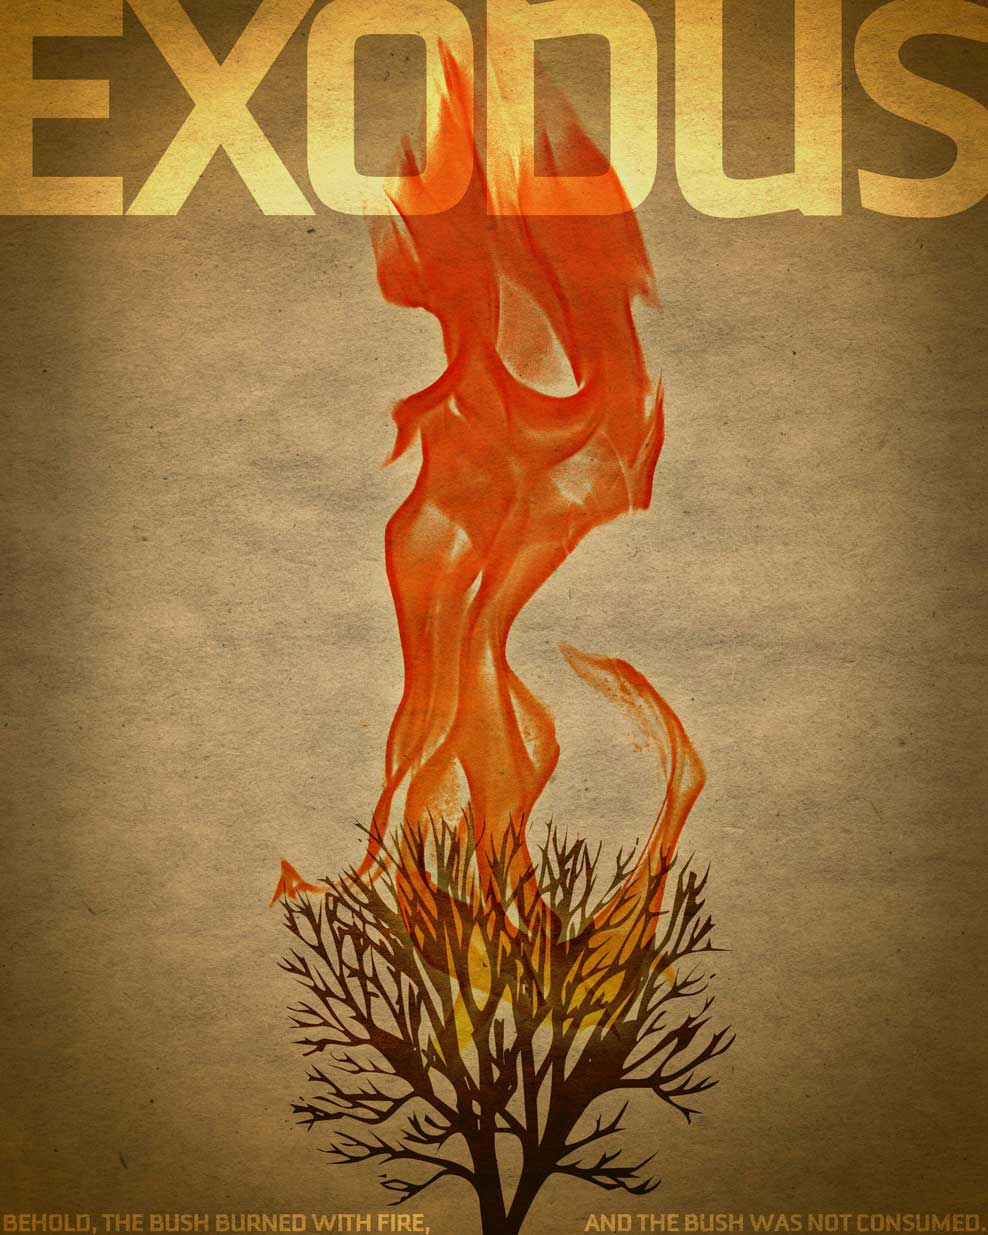 EXODUS
BEHOLD, THE BUSH BURNED WITH FIRE, AND THE BUSH WAS NOT CONSUMED.